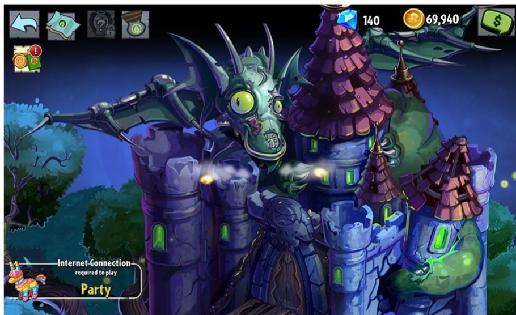 140
69,940
$
!
Internet Connection
required to play
Party